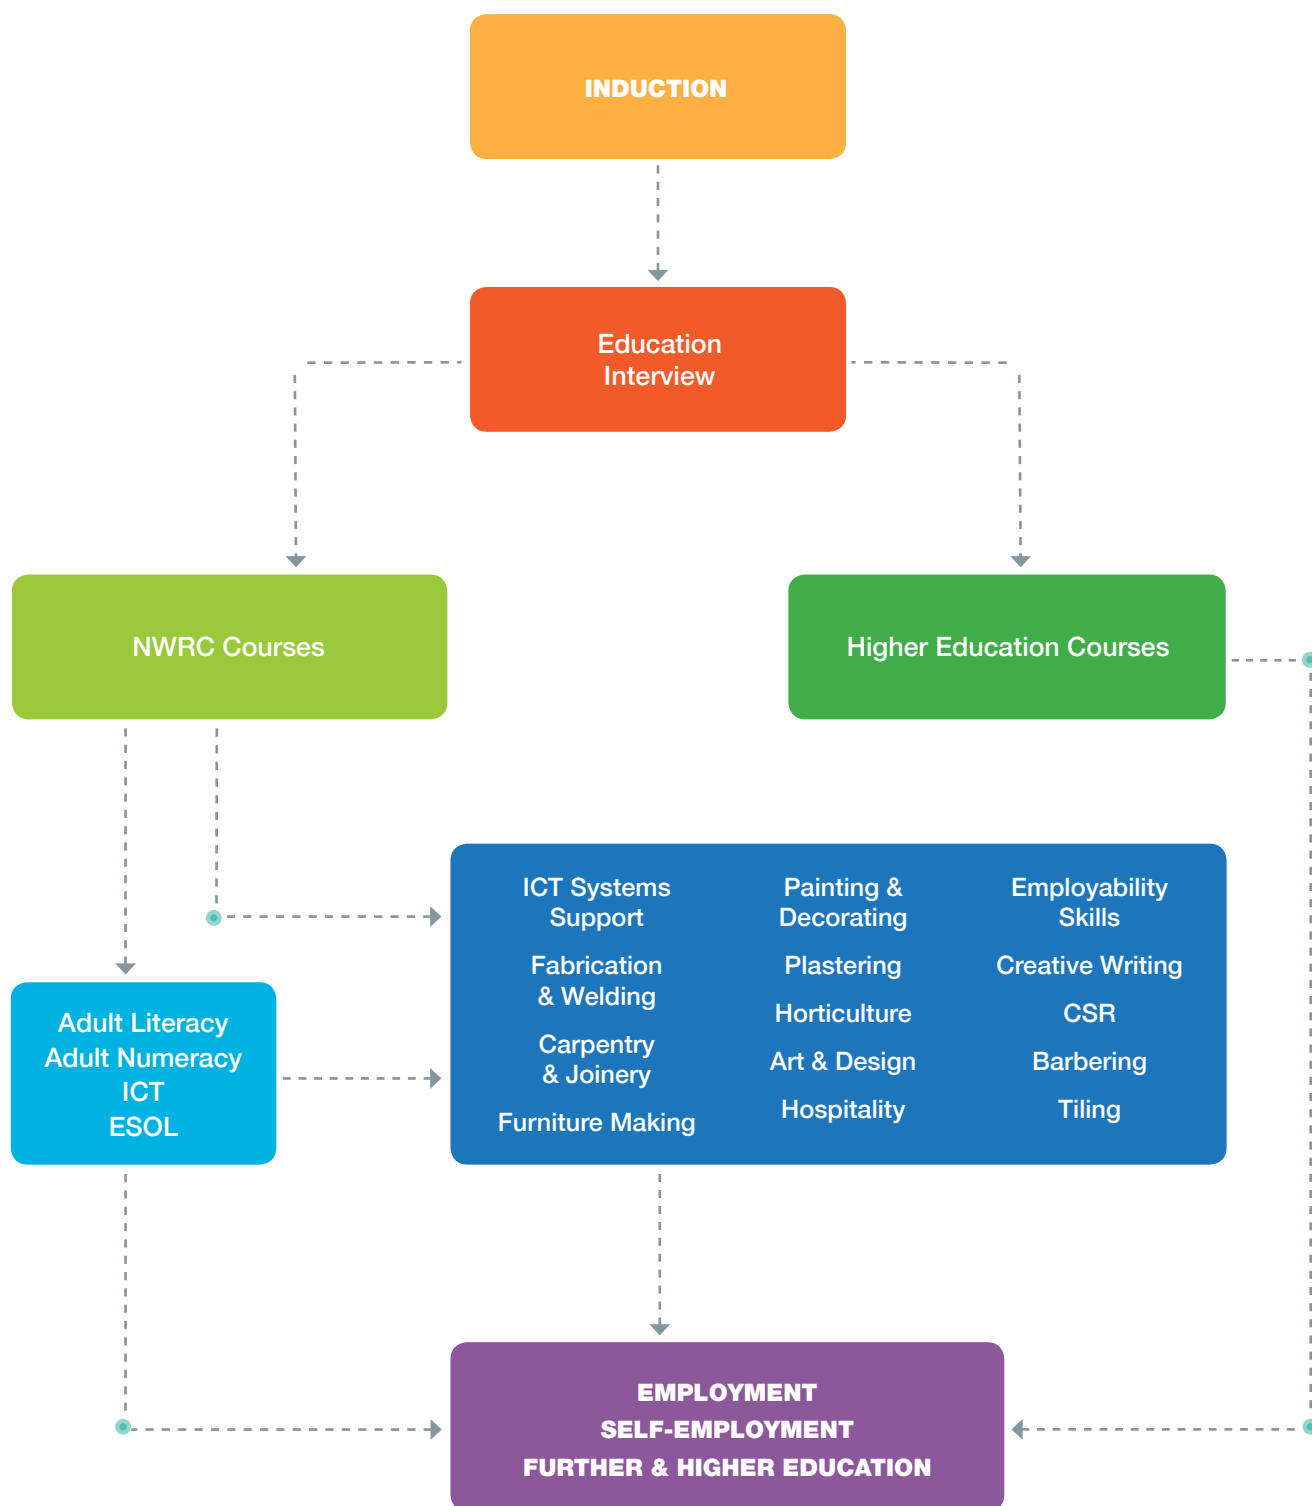 INDUCTION
Education
Interview
NWRC Courses
Higher Education Courses
ICT Systems
Support
Fabrication
& Welding
Carpentry
& Joinery
Furniture Making
Painting &
Decorating
Plastering
Horticulture
Art & Design
Hospitality
Employability
Skills
Creative Writing
CSR
Barbering
Tiling
Adult Literacy
Adult Numeracy
ICT
ESOL
EMPLOYMENT
SELF-EMPLOYMENT
FURTHER & HIGHER EDUCATION